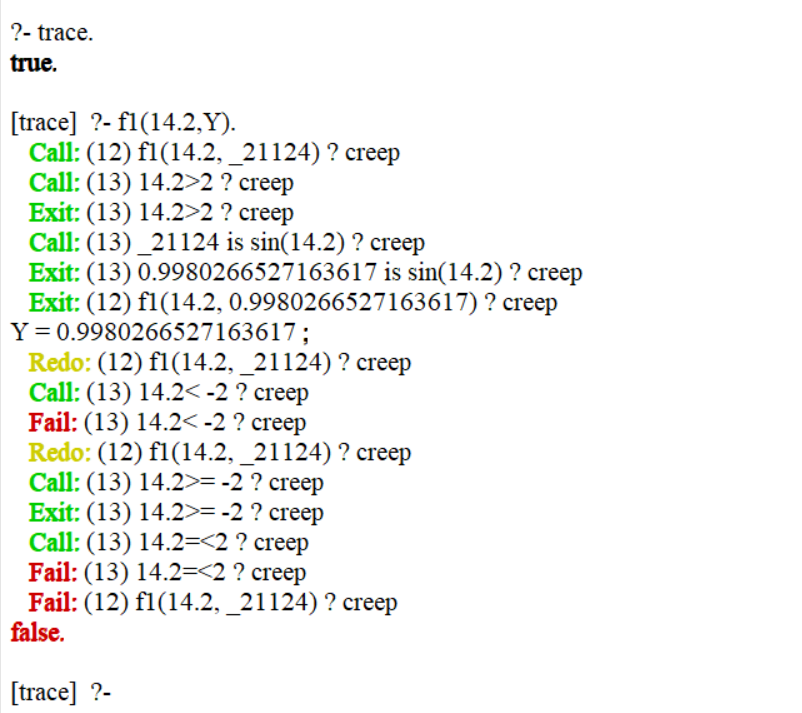 ?- trace.
true.
[trace]  ?- f1(14.2,Y).
Call: (12) f1(14.2, _21124) ? creep
Call: (13) 14.2>2 ? creep
Exit: (13) 14.2>2 ? creep
Call: (13) _21124 is sin(14.2) ? creep
Exit: (13) 0.9980266527163617 is sin(14.2) ? creep
Exit: (12) f1(14.2, 0.9980266527163617) ? creep
Y = 0.9980266527163617 ;
Redo: (12) f1(14.2, _21124) ? creep
Call: (13) 14.2< -2 ? creep
Fail: (13) 14.2< -2 ? creep
Redo: (12) f1(14.2, _21124) ? creep
Call: (13) 14.2>= -2 ? creep
Exit: (13) 14.2>= -2 ? creep
Call: (13) 14.2=<2 ? creep
Fail: (13) 14.2=<2 ? creep
Fail: (12) f1(14.2, _21124) ? creep
false.
[trace]  ?-